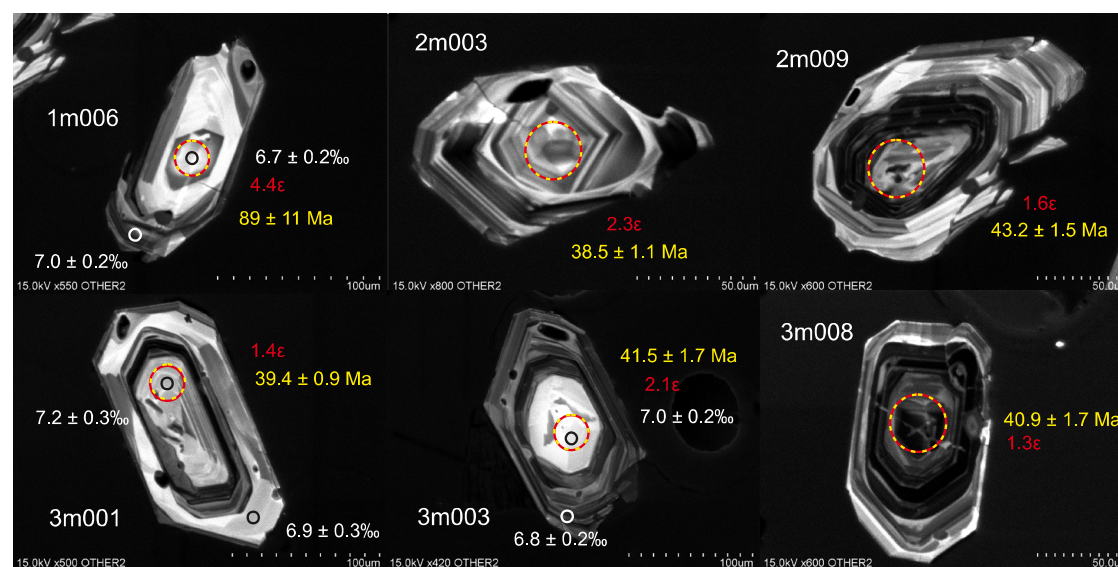 1m006
6.7 ± 0.2‰
4.4ε
89 ± 11 Ma
7.0 ± 0.2‰
15.0kV x550 OTHER2
100um
2m003
2.3ε
38.5 ± 1.1 Ma
15.0kV x800 OTHER2
50.0um
2m009
1.6ε
43.2 ± 1.5 Ma
15.0kV x600 OTHER2
50.0u
1.4ε
39.4 ± 0.9 Ma
7.2 ± 0.3‰
3m001
6.9 ± 0.3‰
15.0kV x500 OTHER2
100um
41.5 ± 1.7 Ma
2.1ε
7.0 ± 0.2‰
3m003
6.8 ± 0.2‰
15.0kV x420 OTHER2
100um
3m008
40.9 ± 1.7 Ma
1.3ε
15.0kV x600 OTHER2
50.0u